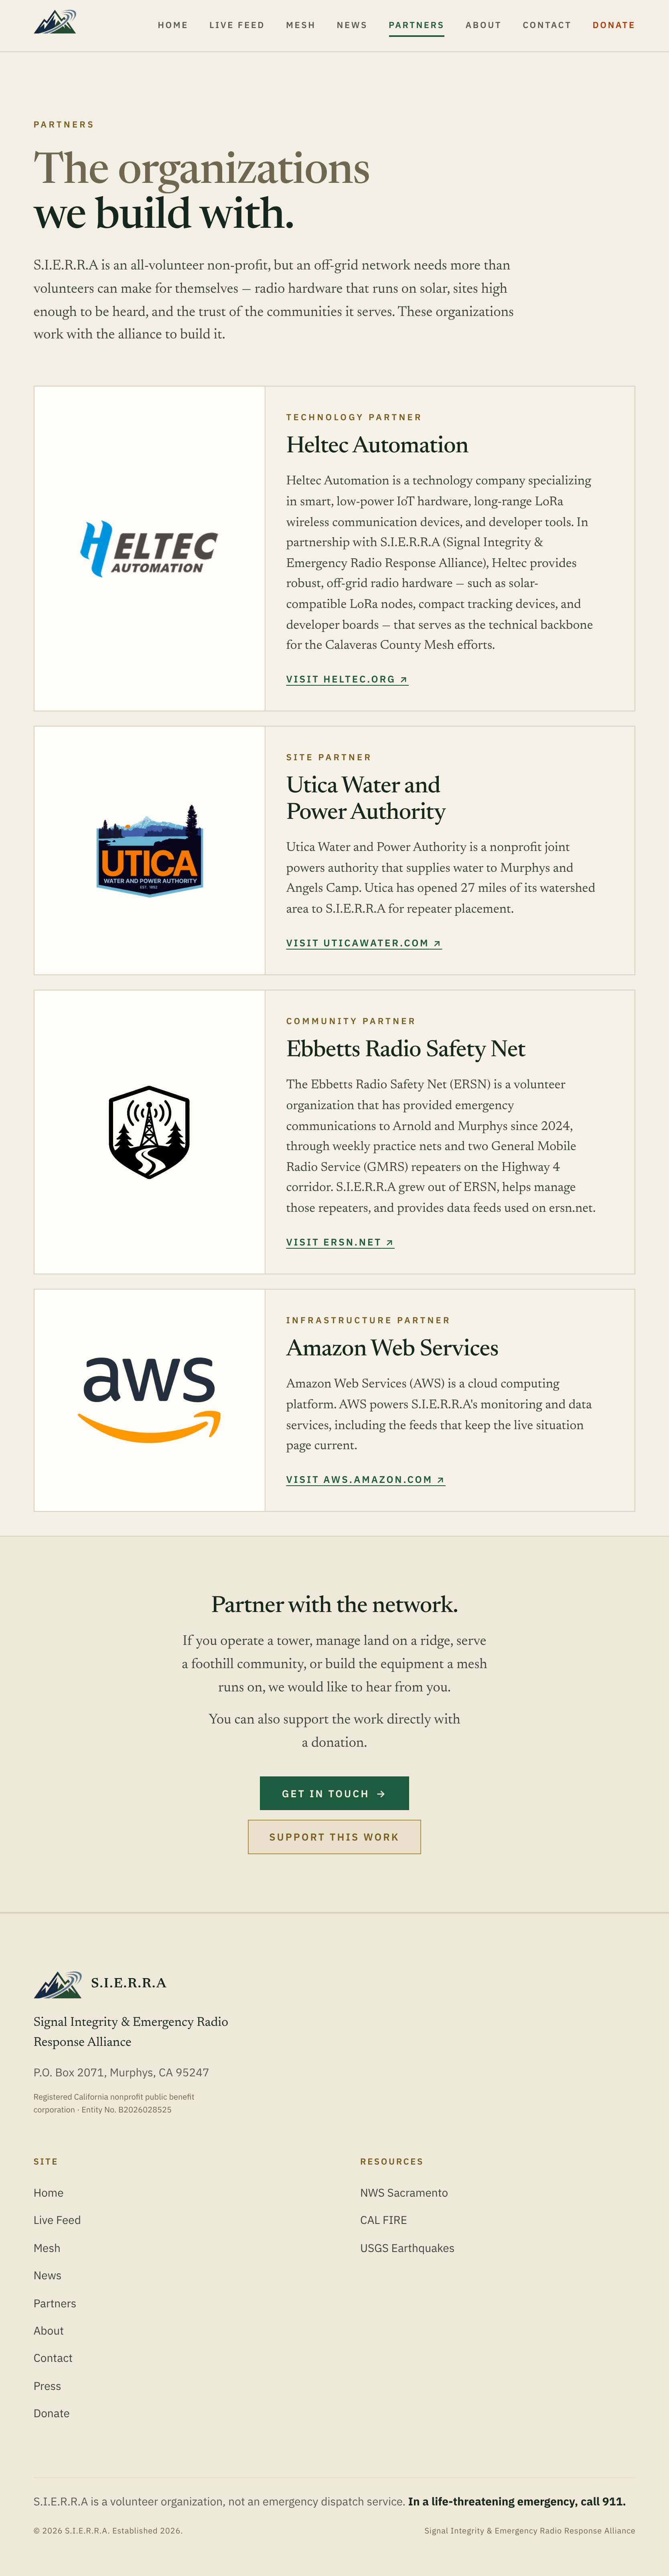 HOME LIVE FEED MESH NEWS PARTNERS ABOUT CONTACT DONATE
PARTNERS
The organizations
we build with.
S.I.E.R.R.A is an all-volunteer non-profit, but an off-grid network needs more than
volunteers can make for themselves — radio hardware that runs on solar, sites high
enough to be heard, and the trust of the communities it serves. These organizations
work with the alliance to build it.
HELTEC
AUTOMATION
TECHNOLOGY PARTNER
Heltec Automation
Heltec Automation is a technology company specializing
in smart, low-power IoT hardware, long-range LoRa
wireless communication devices, and developer tools. In
partnership with S.I.E.R.R.A (Signal Integrity &
Emergency Radio Response Alliance), Heltec provides
robust, off-grid radio hardware — such as solar-
compatible LoRa nodes, compact tracking devices, and
developer boards — that serves as the technical backbone
for the Calaveras County Mesh efforts.
VISIT HELTEC.ORG ↗
UTICA
WATER AND POWER AUTHORITY
EST. 1852
SITE PARTNER
Utica Water and
Power Authority
Utica Water and Power Authority is a nonprofit joint
powers authority that supplies water to Murphys and
Angels Camp. Utica has opened 27 miles of its watershed
area to S.I.E.R.R.A for repeater placement.
VISIT UTICAWATER.COM ↗
COMMUNITY PARTNER
Ebbetts Radio Safety Net
The Ebbetts Radio Safety Net (ERSN) is a volunteer
organization that has provided emergency
communications to Arnold and Murphys since 2024,
through weekly practice nets and two General Mobile
Radio Service (GMRS) repeaters on the Highway 4
corridor. S.I.E.R.R.A grew out of ERSN, helps manage
those repeaters, and provides data feeds used on ersn.net.
VISIT ERSN.NET ↗
aws
INFRASTRUCTURE PARTNER
Amazon Web Services
Amazon Web Services (AWS) is a cloud computing
platform. AWS powers S.I.E.R.R.A's monitoring and data
services, including the feeds that keep the live situation
page current.
VISIT AWS.AMAZON.COM ↗
Partner with the network.
If you operate a tower, manage land on a ridge, serve
a foothill community, or build the equipment a mesh
runs on, we would like to hear from you.
You can also support the work directly with
a donation.
GET IN TOUCH →
SUPPORT THIS WORK
S.I.E.R.R.A
Signal Integrity & Emergency Radio
Response Alliance
P.O. Box 2071, Murphys, CA 95247
Registered California nonprofit public benefit
corporation · Entity No. B2026028525
SITE
Home
Live Feed
Mesh
News
Partners
About
Contact
Press
Donate
RESOURCES
NWS Sacramento
CAL FIRE
USGS Earthquakes
S.I.E.R.R.A is a volunteer organization, not an emergency dispatch service. In a life-threatening emergency, call 911.
© 2026 S.I.E.R.R.A. Established 2026.
Signal Integrity & Emergency Radio Response Alliance